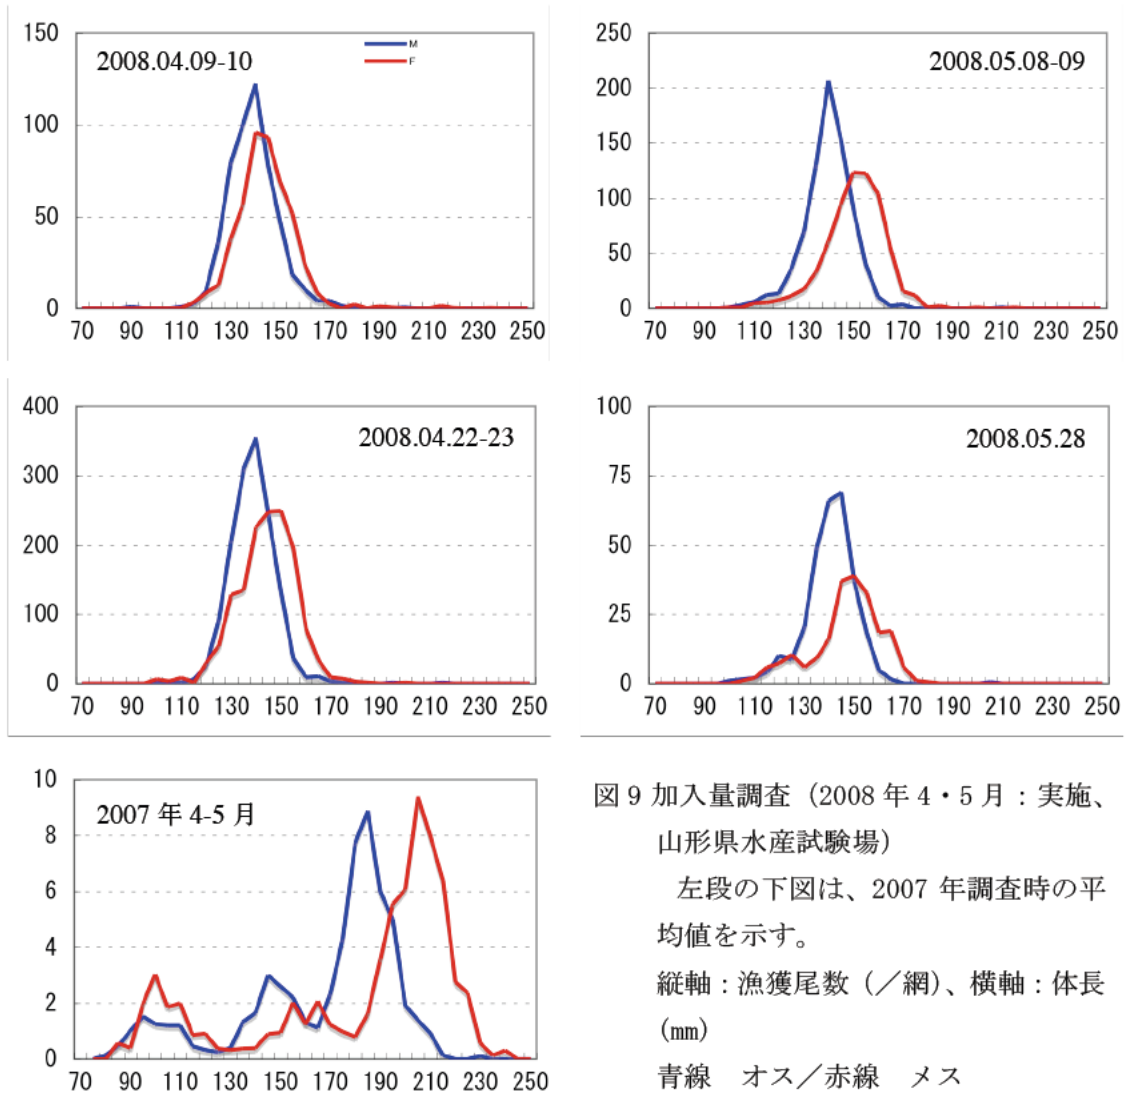 150
100
50
0
70 90 110 130 150 170 190 210 230 250
2008.04.09-10
M
F
250
200
150
100
50
0
70 90 110 130 150 170 190 210 230 250
2008.05.08-09
400
300
200
100
0
70 90 110 130 150 170 190 210 230 250
2008.04.22-23
100
75
50
25
0
70 90 110 130 150 170 190 210 230 250
2008.05.28
10
8
6
4
2
0
70 90 110 130 150 170 190 210 230 250
2007 年 4-5 月
図 9 加入量調査（2008 年 4・5 月：実施、
山形県水産試験場）
左段の下図は、2007 年調査時の平
均値を示す。
縦軸：漁獲尾数（／網）、横軸：体長
(mm)
青線　オス／赤線　メス